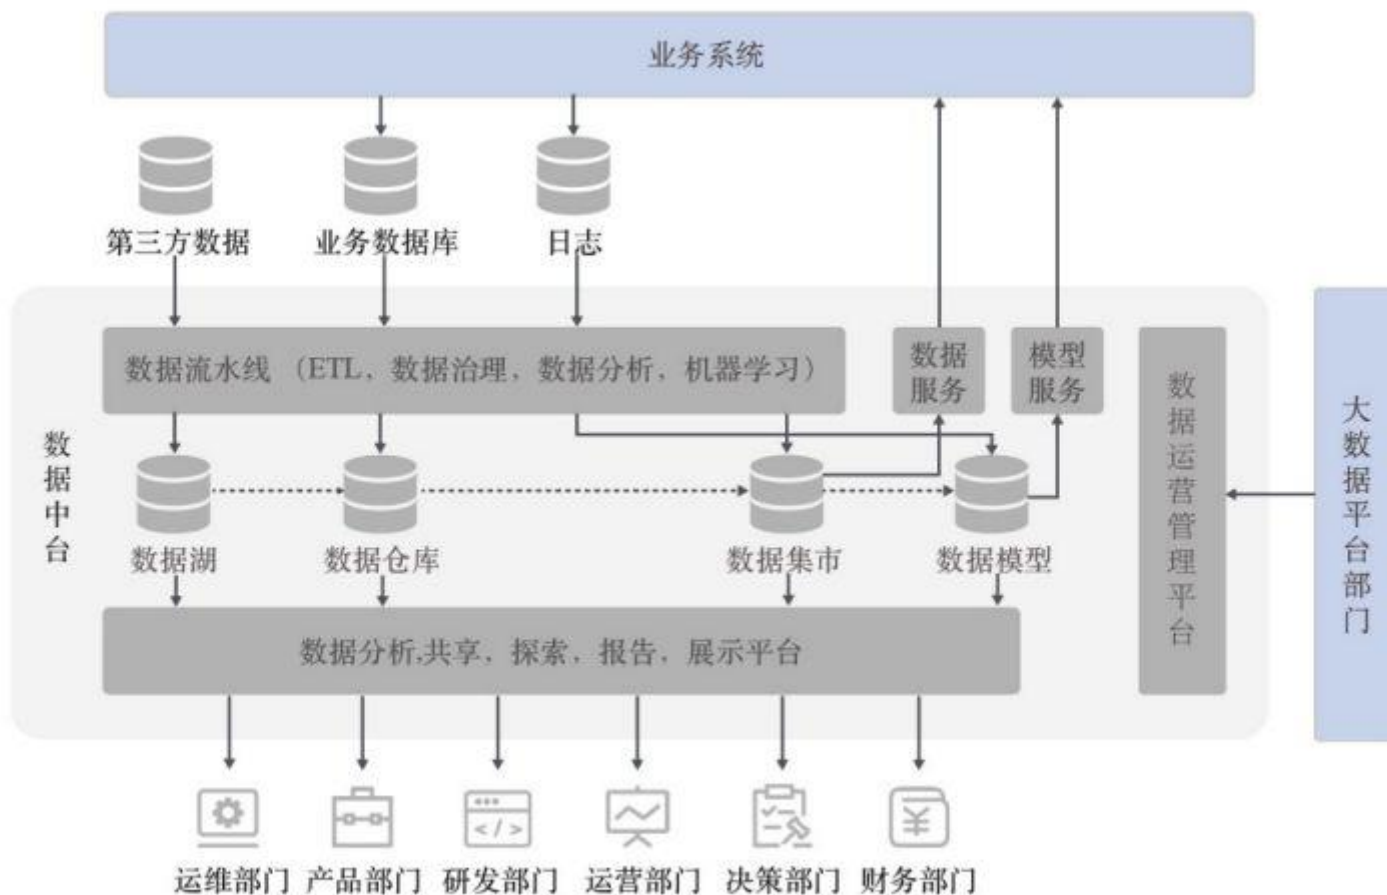 业务系统
第三方数据
业务数据库
日志
数据流水线 （ETL，数据治理，数据分析，机器学习）
数据
服务
模型
服务
数据运营管理平台
大数据平台部门
数据中台
数据湖
数据仓库
数据集市
数据模型
数据分析,共享，探索，报告，展示平台
运维部门
产品部门
研发部门
运营部门
决策部门
财务部门